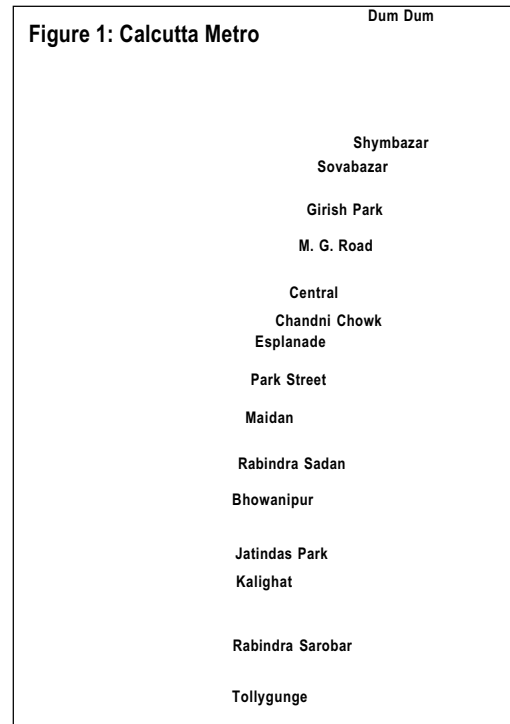 Dum Dum
Figure 1: Calcutta Metro
Shymbazar
Sovabazar
Girish Park
M. G. Road
Central
Chandni Chowk
Esplanade
Park Street
Maidan
Rabindra Sadan
Bhowanipur
Jatindas Park
Kalighat
Rabindra Sarobar
Tollygunge